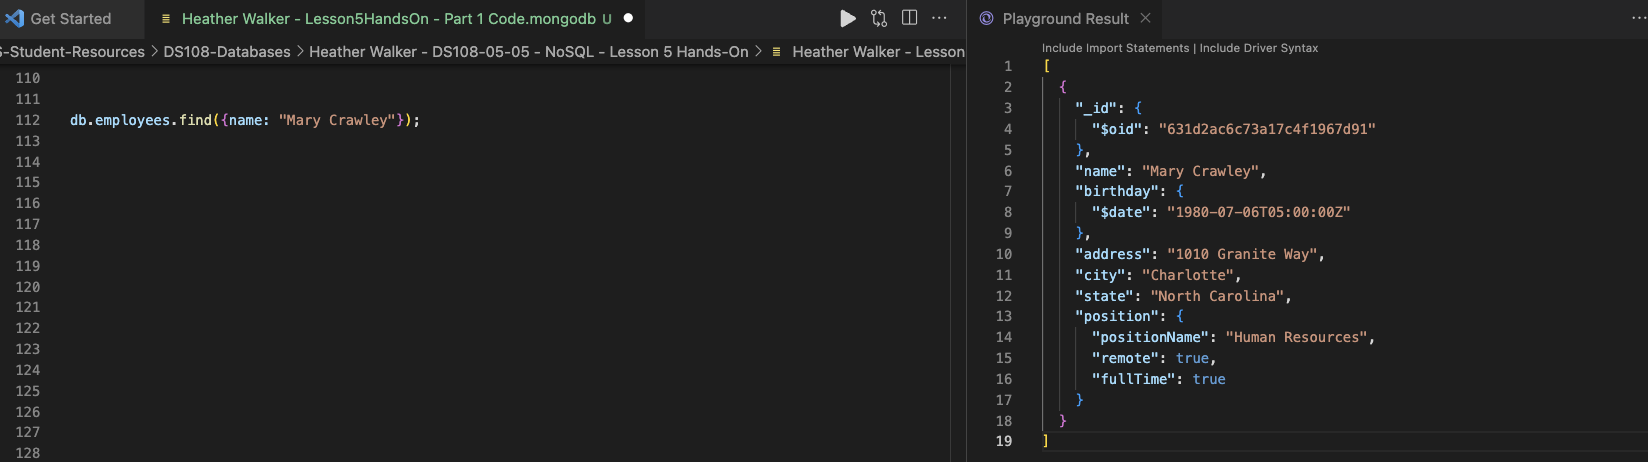 Get Started
Heather Walker - Lesson5HandsOn - Part 1 Code.mongodb U
S-Student-Resources > DS108-Databases > Heather Walker - DS108-05-05 - NoSQL - Lesson 5 Hands-On > Heather Walker - Lesson
110
111
112 db.employees.find({name: "Mary Crawley"});
113
114
115
116
117
118
119
120
121
122
123
124
125
126
127
128
Playground Result
Include Import Statements | Include Driver Syntax
1 [
2 {
3 "_id": {
4 "$oid": "631d2ac6c73a17c4f1967d91"
5 },
6 "name": "Mary Crawley",
7 "birthday": {
8 "$date": "1980-07-06T05:00:00Z"
9 },
10 "address": "1010 Granite Way",
11 "city": "Charlotte",
12 "state": "North Carolina",
13 "position": {
14 "positionName": "Human Resources",
15 "remote": true,
16 "fullTime": true
17 }
18 }
19 ]